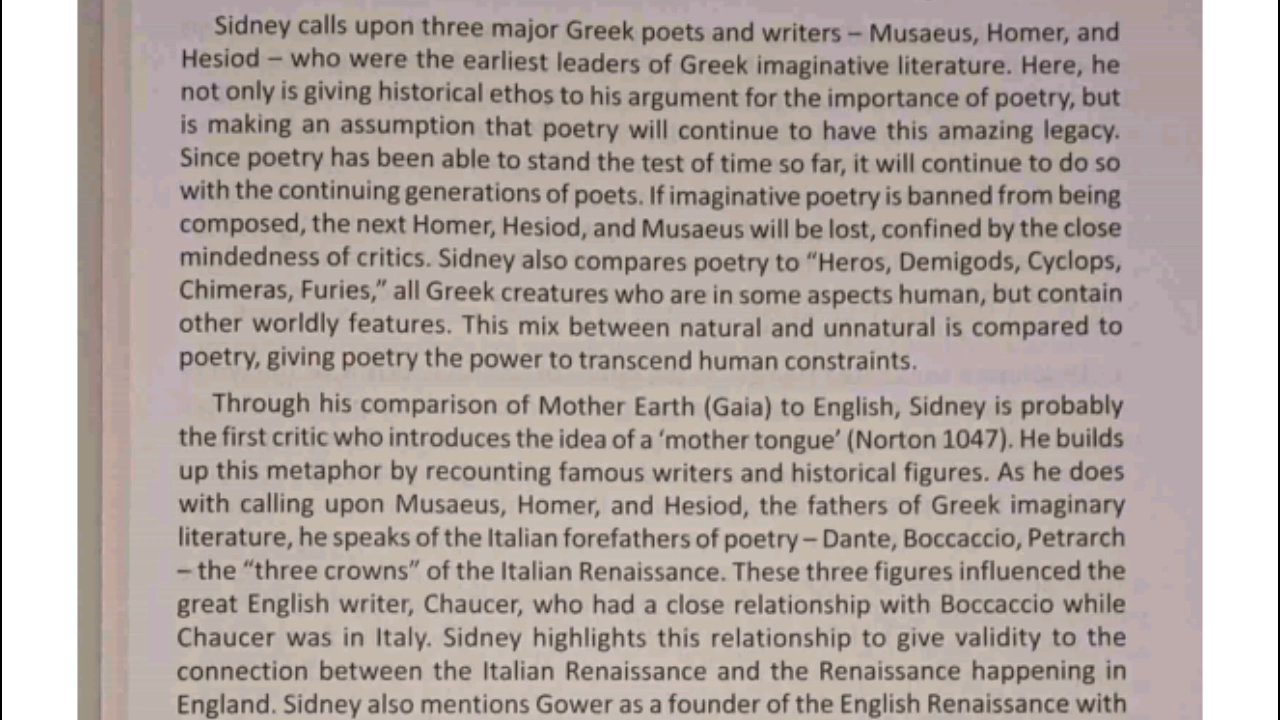 Sidney calls upon three major Greek poets and writers – Musaeus, Homer, and
Hesiod – who were the earliest leaders of Greek imaginative literature. Here, he
not only is giving historical ethos to his argument for the importance of poetry, but
is making an assumption that poetry will continue to have this amazing legacy.
Since poetry has been able to stand the test of time so far, it will continue to do so
with the continuing generations of poets. If imaginative poetry is banned from being
composed, the next Homer, Hesiod, and Musaeus will be lost, confined by the close
mindedness of critics. Sidney also compares poetry to “Heros, Demigods, Cyclops,
Chimeras, Furies,” all Greek creatures who are in some aspects human, but contain
other worldly features. This mix between natural and unnatural is compared to
poetry, giving poetry the power to transcend human constraints.
Through his comparison of Mother Earth (Gaia) to English, Sidney is probably
the first critic who introduces the idea of a ‘mother tongue’ (Norton 1047). He builds
up this metaphor by recounting famous writers and historical figures. As he does
with calling upon Musaeus, Homer, and Hesiod, the fathers of Greek imaginary
literature, he speaks of the Italian forefathers of poetry – Dante, Boccaccio, Petrarch
– the “three crowns” of the Italian Renaissance. These three figures influenced the
great English writer, Chaucer, who had a close relationship with Boccaccio while
Chaucer was in Italy. Sidney highlights this relationship to give validity to the
connection between the Italian Renaissance and the Renaissance happening in
England. Sidney also mentions Gower as a founder of the English Renaissance with